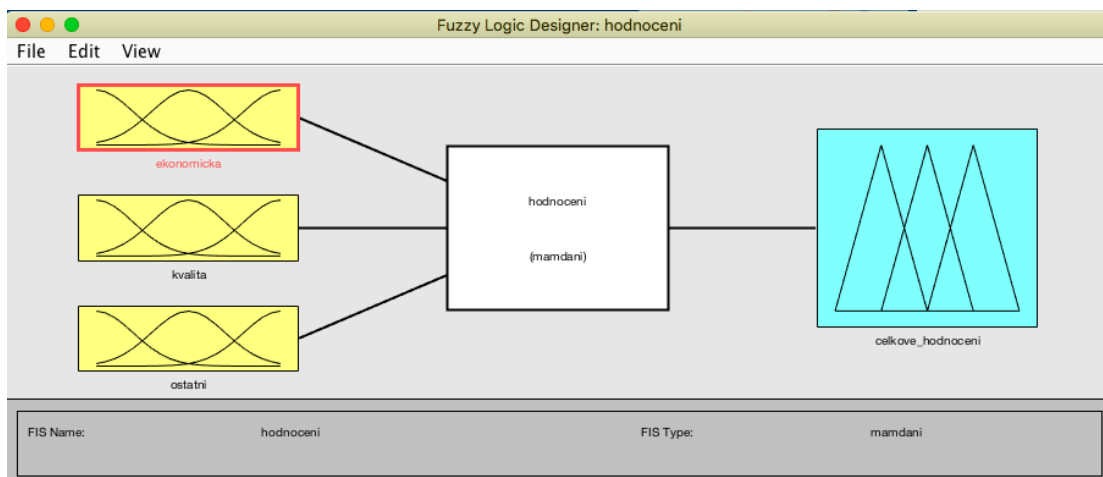 Fuzzy Logic Designer: hodnoceni
File Edit View
ekonomicka
kvalita
ostatni
hodnoceni
(mamdani)
celkove_hodnoceni
FIS Name: hodnoceni FIS Type: mamdani